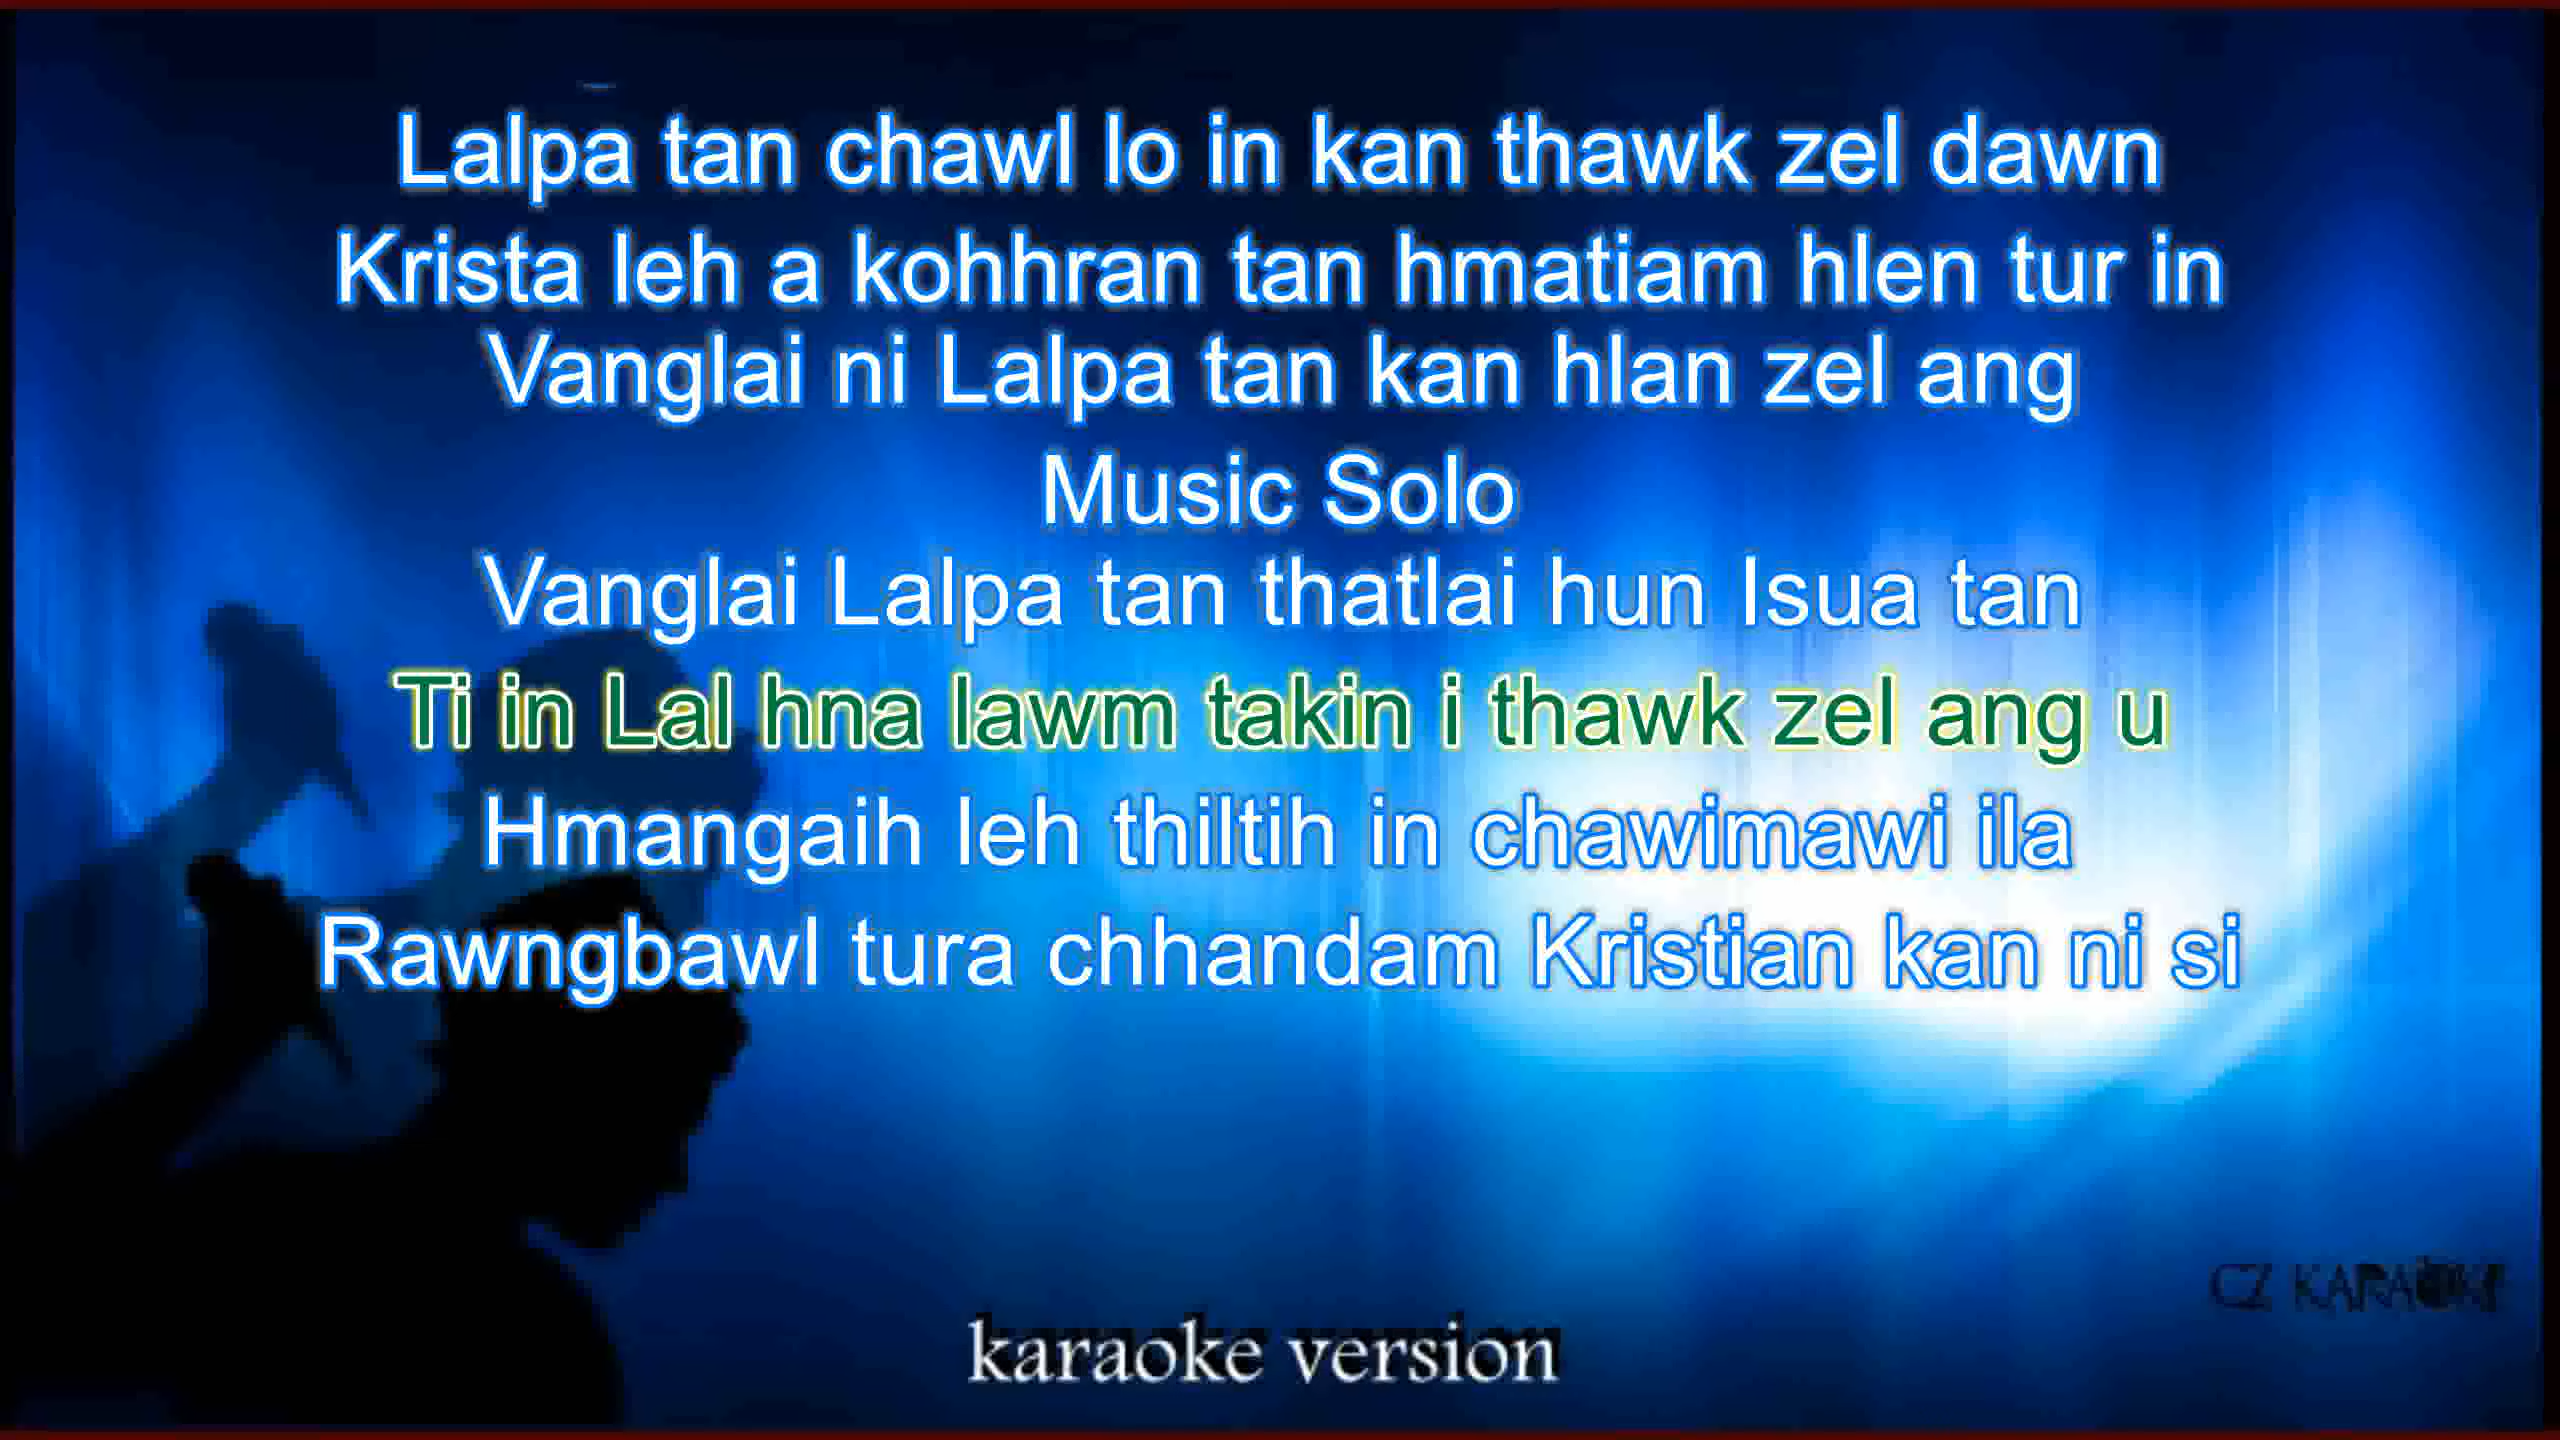 Lalpa tan chawl lo in kan thawk zel dawn
Krista leh a kohhran tan hmatiam hlen tur in
Vanglai ni Lalpa tan kan hlan zel ang
Music Solo
Vanglai Lalpa tan thatlai hun Isua tan
Ti in Lal hna lawm takin i thawk zel ang u
Hmangaih leh thiltih in chawimawi ila
Rawngbawl tura chhandam Kristian kan ni si
CZ KARAOKE
karaoke version